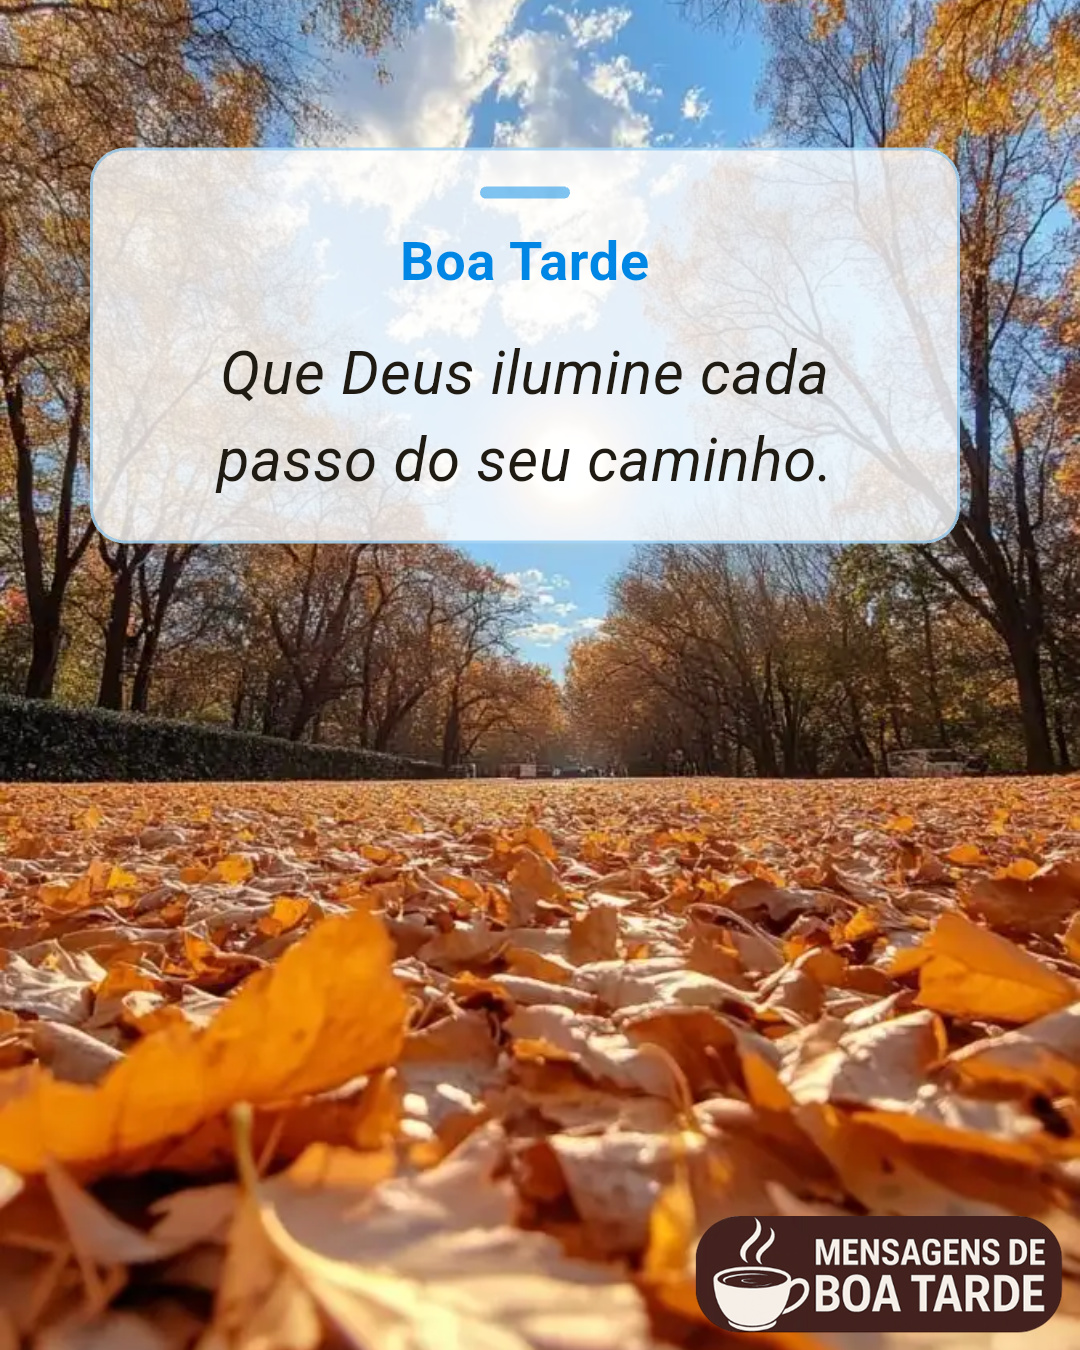 Boa Tarde
Que Deus ilumine cada
passo do seu caminho.
MENSAGENS DE
BOA TARDE